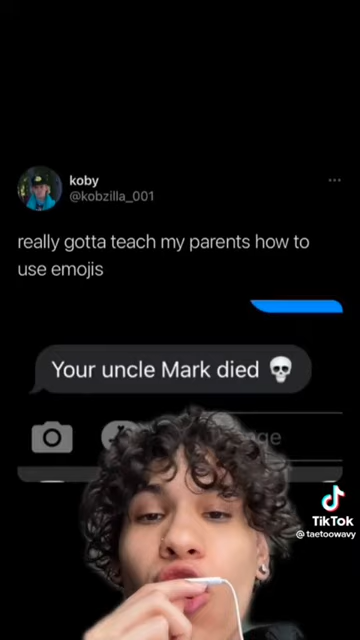 koby
@kobzilla_001
really gotta teach my parents how to
use emojis
Your uncle Mark died 💀
TikTok
@taetoowavy